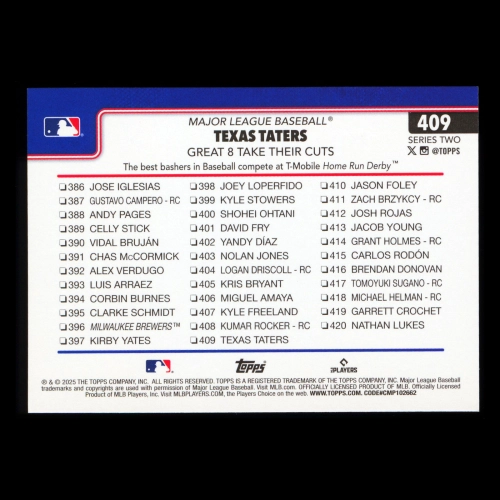 MAJOR LEAGUE BASEBALL®
409
TEXAS TATERS
SERIES TWO
GREAT 8 TAKE THEIR CUTS
@TOPPS
The best bashers in Baseball compete at T-Mobile Home Run Derby™
386 JOSE IGLESIAS
387 GUSTAVO CAMPERO - RC
388 ANDY PAGES
389 CELLY STICK
390 VIDAL BRUJÁN
391 CHAS McCORMICK
392 ALEX VERDUGO
393 LUIS ARRAEZ
394 CORBIN BURNES
395 CLARKE SCHMIDT
396 MILWAUKEE BREWERS™
397 KIRBY YATES
398 JOEY LOPERFIDO
399 KYLE STOWERS
400 SHOHEI OHTANI
401 DAVID FRY
402 YANDY DÍAZ
403 NOLAN JONES
404 LOGAN DRISCOLL - RC
405 KRIS BRYANT
406 MIGUEL AMAYA
407 KYLE FREELAND
408 KUMAR ROCKER - RC
409 TEXAS TATERS
410 JASON FOLEY
411 ZACH BRZYKCY - RC
412 JOSH ROJAS
413 JACOB YOUNG
414 GRANT HOLMES - RC
415 CARLOS RODÓN
416 BRENDAN DONOVAN
417 TOMOYUKI SUGANO - RC
418 MICHAEL HELMAN - RC
419 GARRETT CROCHET
420 NATHAN LUKES
Topps
PLAYERS
® & © 2025 THE TOPPS COMPANY, INC. ALL RIGHTS RESERVED. TOPPS IS A REGISTERED TRADEMARK OF THE TOPPS COMPANY, INC. Major League Baseball
trademarks and copyrights are used with permission of Major League Baseball. Visit MLB.com. OFFICIALLY LICENSED PRODUCT OF MLB. Officially Licensed
Product of MLB Players, Inc. Visit MLBPLAYERS.COM, the Players Choice on the web. WWW.TOPPS.COM. CODE#CMP102662